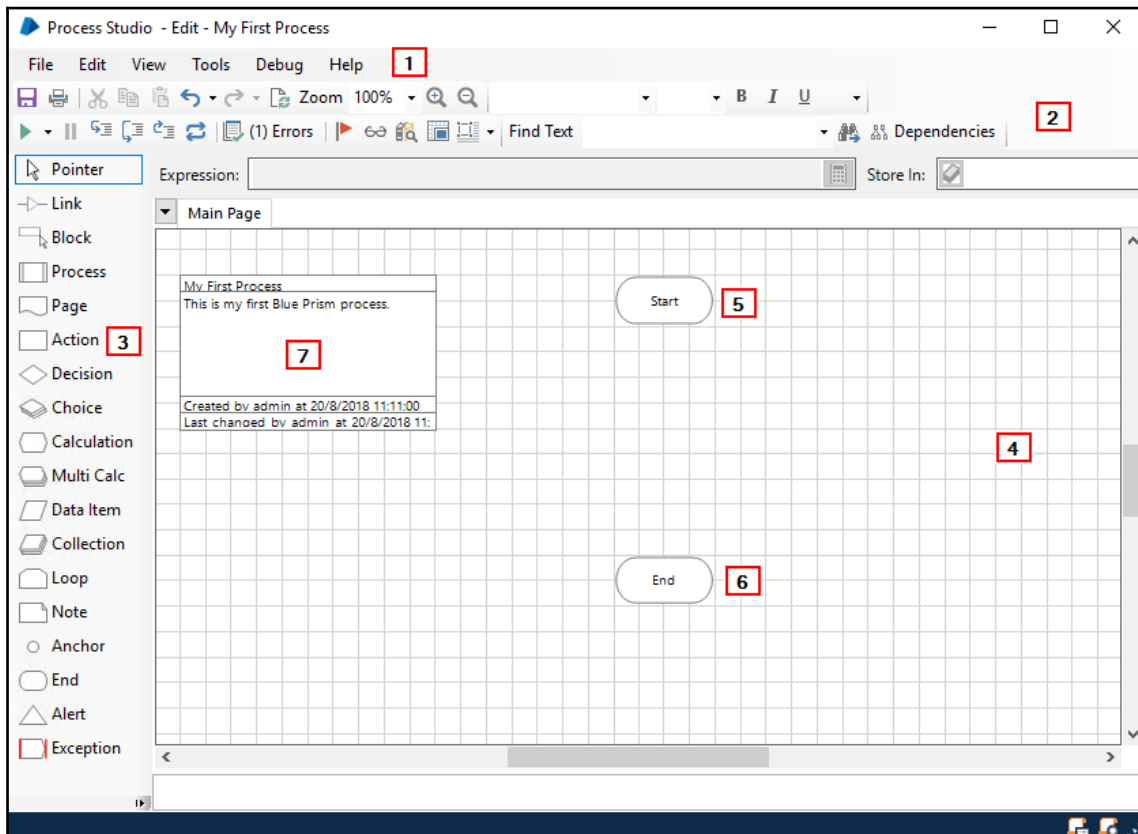 Process Studio - Edit - My First Process
File Edit View Tools Debug Help 1
Zoom 100% B I U
(1) Errors Find Text Dependencies 2
Pointer Expression: Store In:
Link
Main Page
Block
Process
Page
Action 3
Decision
Choice
Calculation
Multi Calc
Data Item
Collection
Loop
Note
Anchor
End
Alert
Exception
My First Process
This is my first Blue Prism process.
7
Created by admin at 20/8/2018 11:11:00
Last changed by admin at 20/8/2018 11:
Start 5
4
End 6